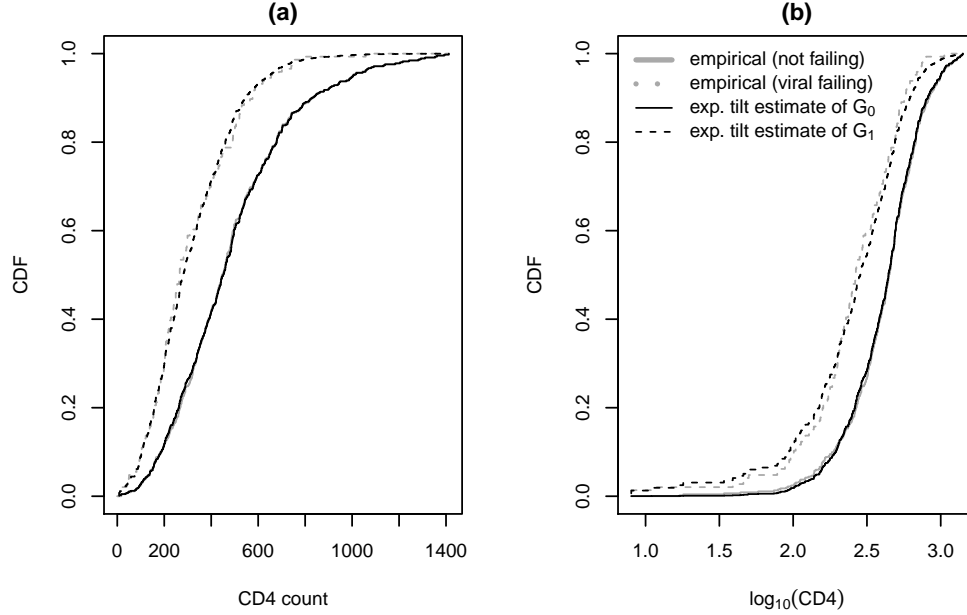 (a)
CDF
1.0
0.8
0.6
0.4
0.2
0.0
0 200 600 1000 1400
CD4 count
(b)
CDF
1.0
0.8
0.6
0.4
0.2
0.0
empirical (not failing)
empirical (viral failing)
exp. tilt estimate of G₀
exp. tilt estimate of G₁
1.0 1.5 2.0 2.5 3.0
log₁₀(CD4)